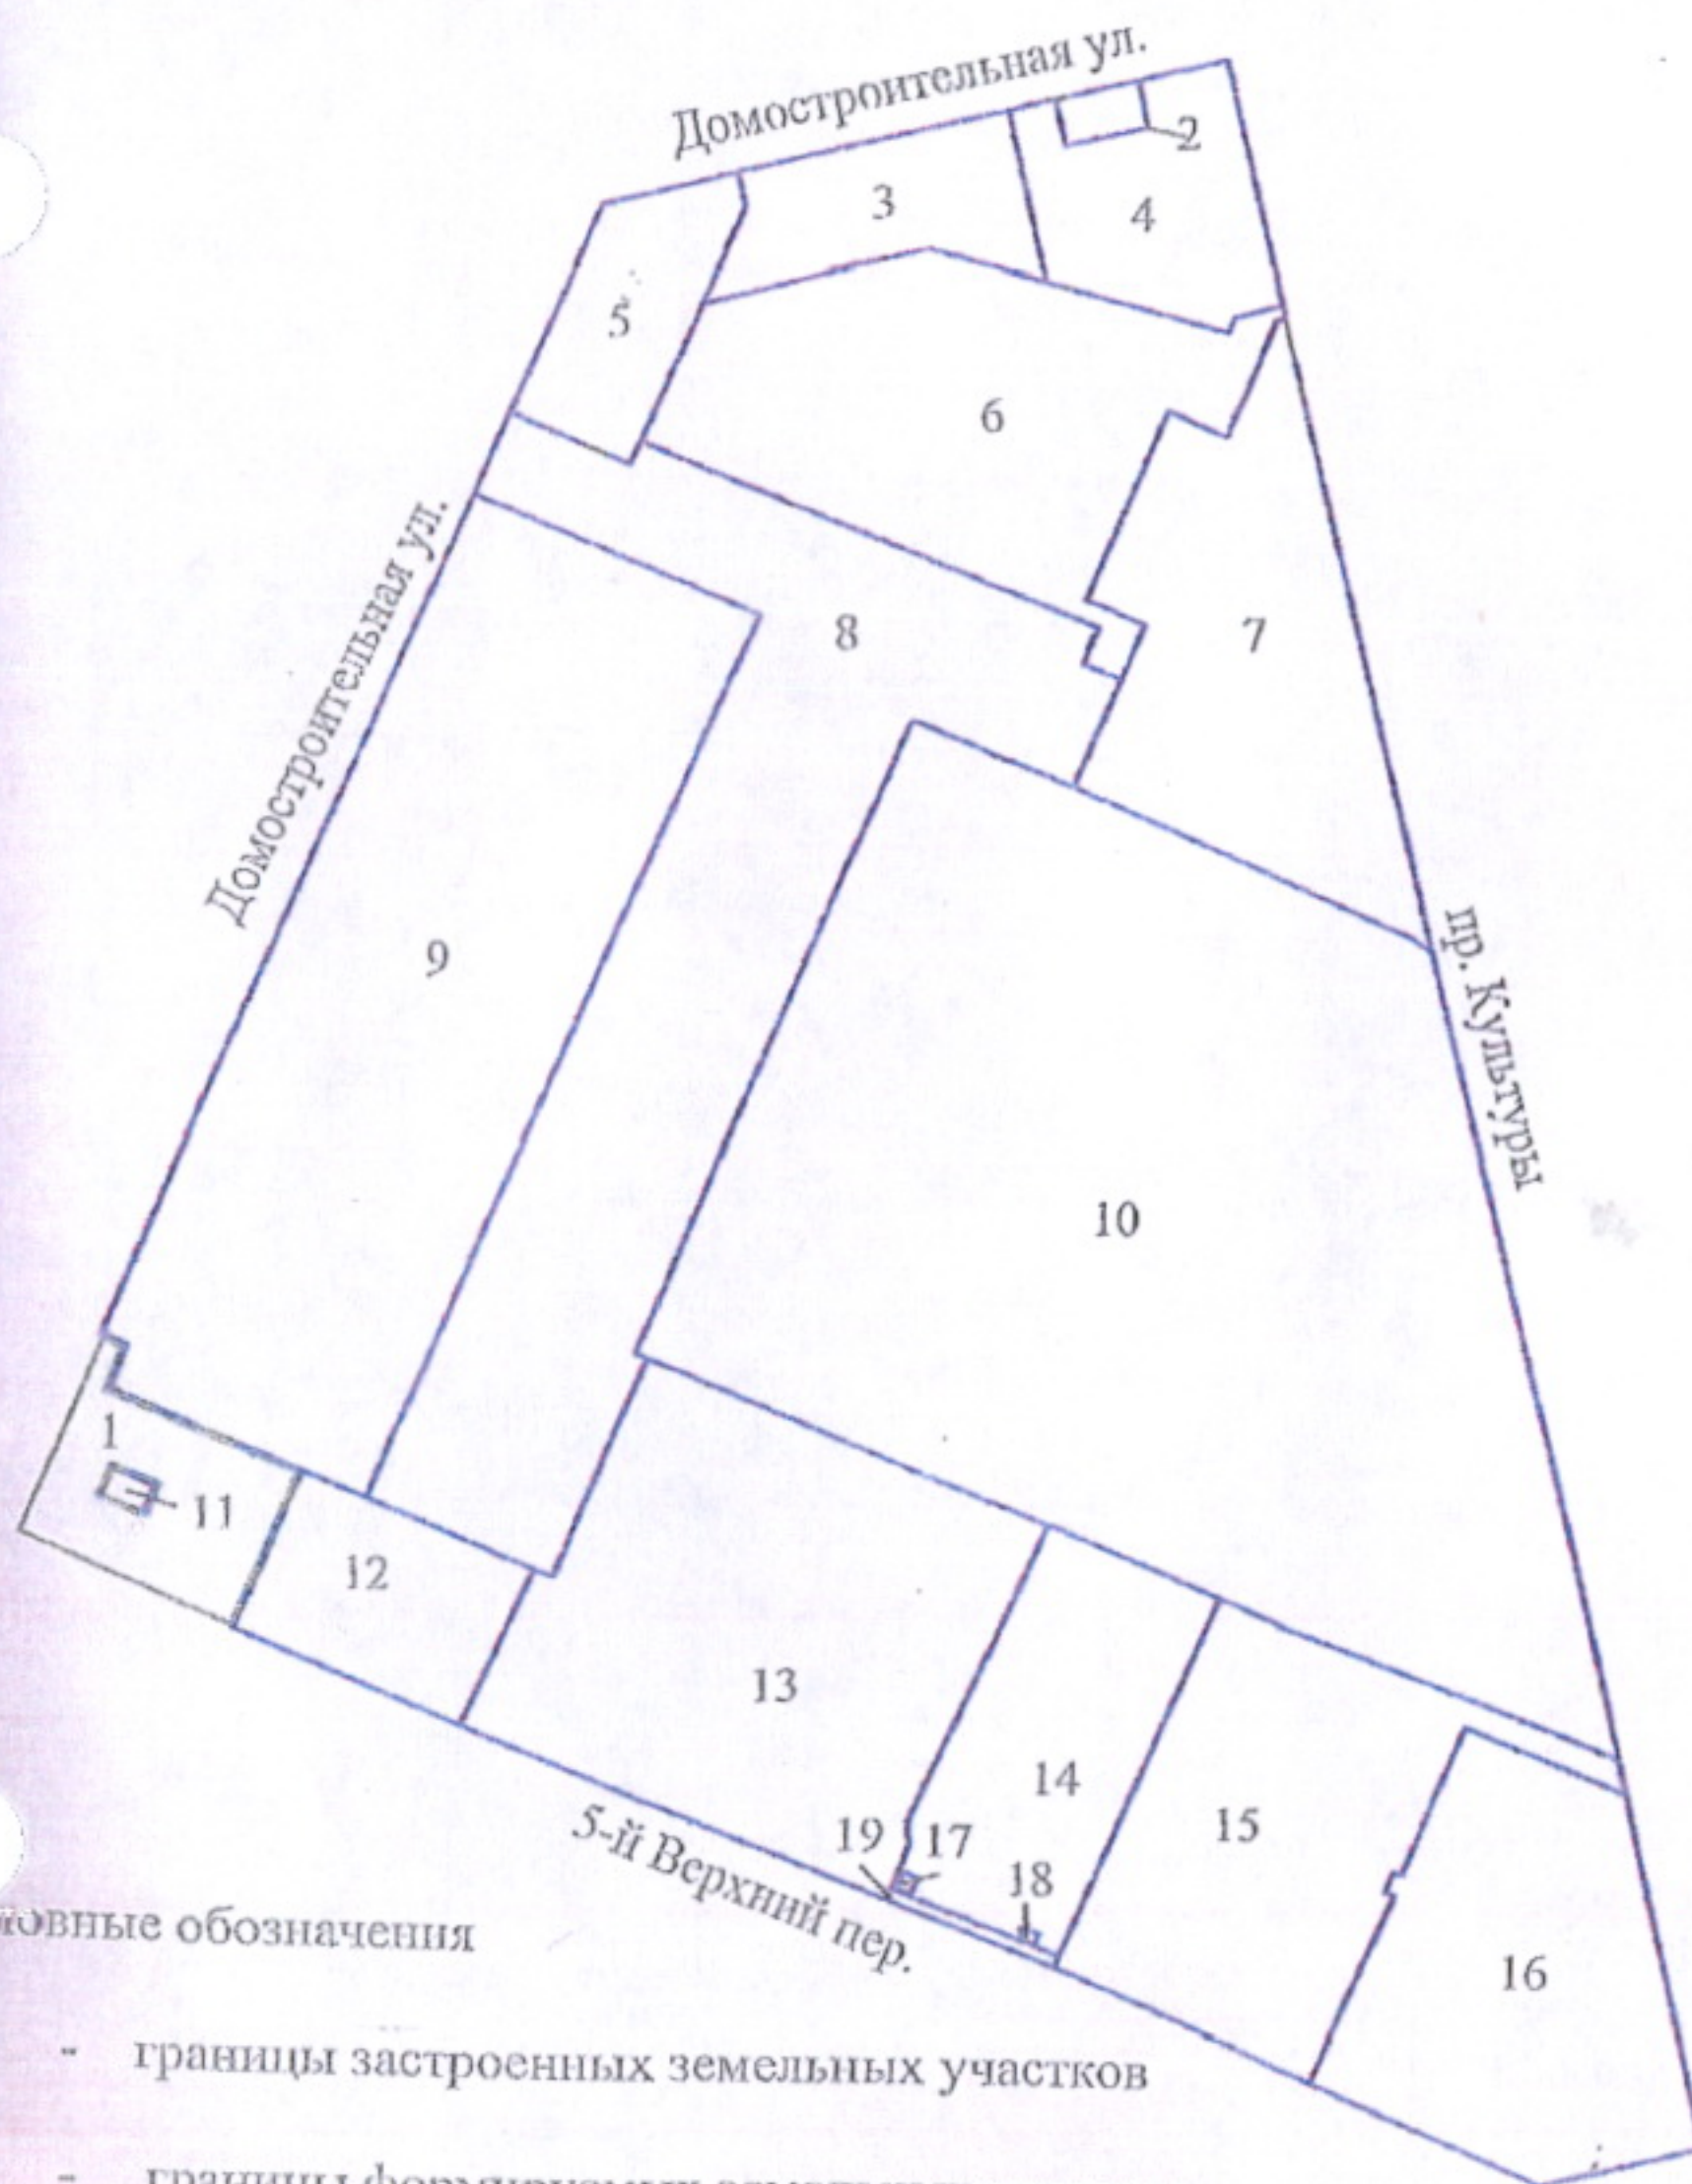 Домостроительная ул.
2
3
4
5
6
Домостроительная ул.
8
7
9
пр. Культуры
10
1
11
12
13
14
15
19
17
18
5-й Верхний пер.
16
обозначения
- границы застроенных земельных участков
- границы